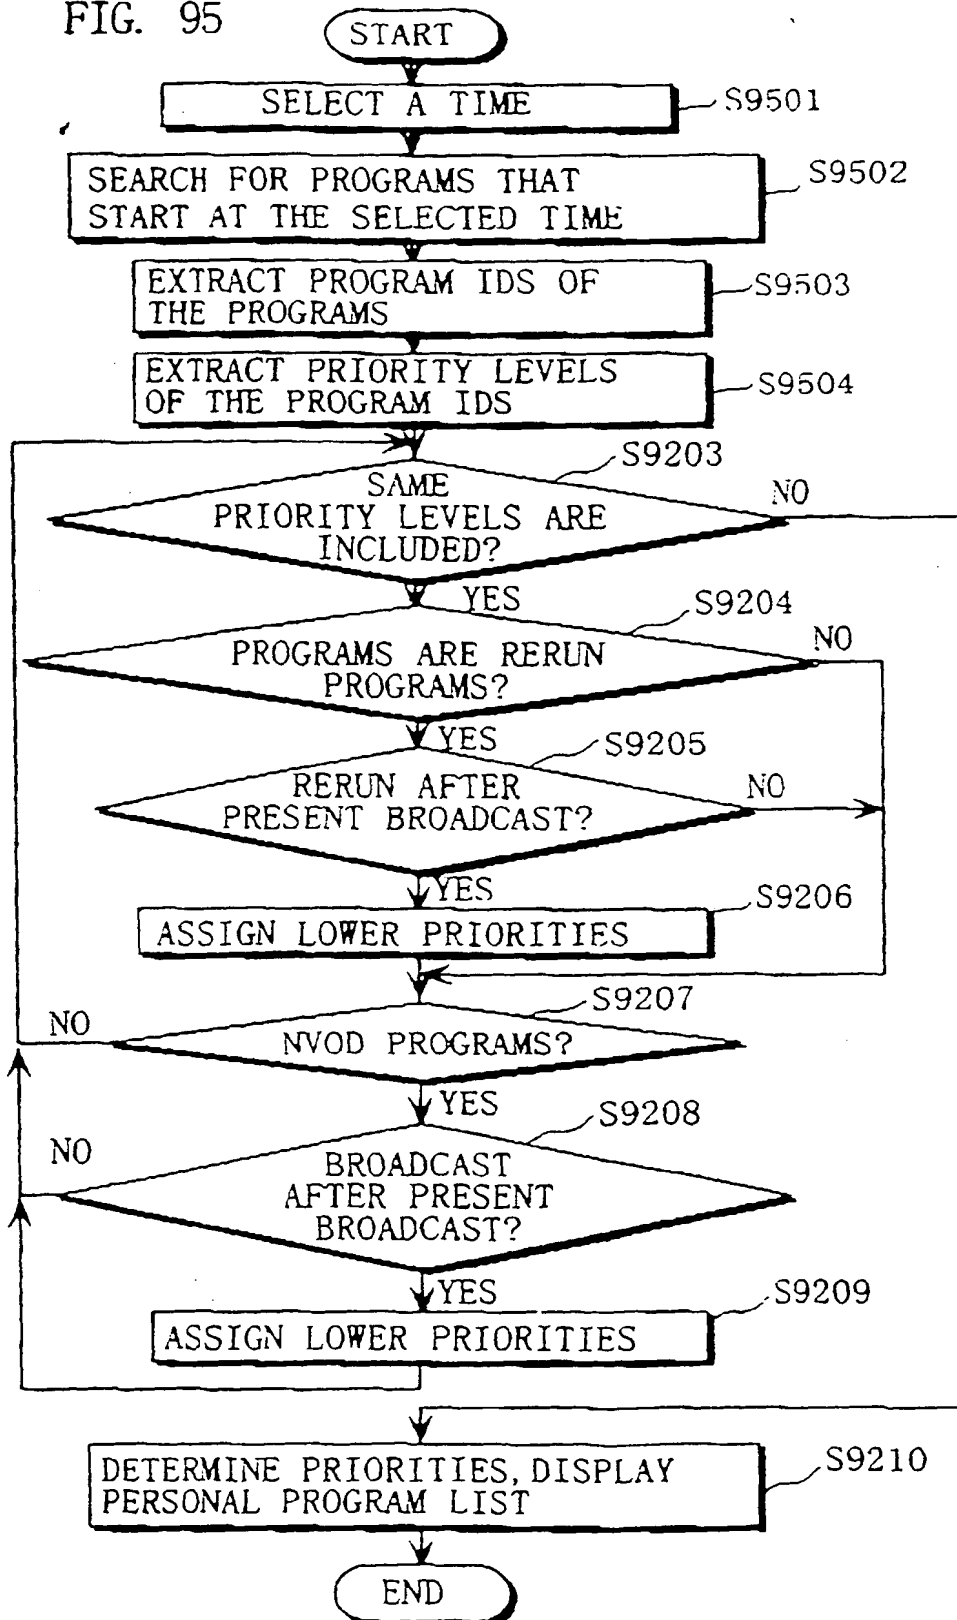 FIG. 95
START
SELECT A TIME
S9501
SEARCH FOR PROGRAMS THAT
START AT THE SELECTED TIME
S9502
EXTRACT PROGRAM IDS OF
THE PROGRAMS
S9503
EXTRACT PRIORITY LEVELS
OF THE PROGRAM IDS
S9504
S9203
SAME
PRIORITY LEVELS ARE
INCLUDED?
NO
YES
S9204
PROGRAMS ARE RERUN
PROGRAMS?
NO
YES
S9205
RERUN AFTER
PRESENT BROADCAST?
NO
YES
S9206
ASSIGN LOWER PRIORITIES
S9207
NO
NVOD PROGRAMS?
YES
S9208
NO
BROADCAST
AFTER PRESENT
BROADCAST?
YES
S9209
ASSIGN LOWER PRIORITIES
DETERMINE PRIORITIES, DISPLAY
PERSONAL PROGRAM LIST
S9210
END